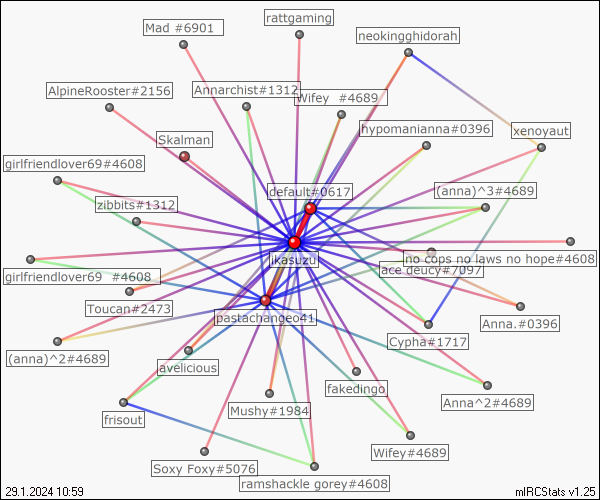 rattgaming
Mad #6901
neokingghidorah
AlpineRooster#2156
Annarchist#1312
Wifey  #4689
hypomanianna#0396
xenoyaut
Skalman
girlfriendlover69#4608
default#0617
(anna)^3#4689
zibbits#1312
jikasuzu
no cops no laws no hope#4608
lace deucy#7097
girlfriendlover69  #4608
Toucan#2473
pastachangeo41
Anna.#0396
Cypha#1717
(anna)^2#4689
avelicious
fakedingo
Anna^2#4689
Mushy#1984
frisout
Wifey#4689
Soxy Foxy#5076
ramshackle gorey#4608
29.1.2024 10:59
mIRCStats v1.25